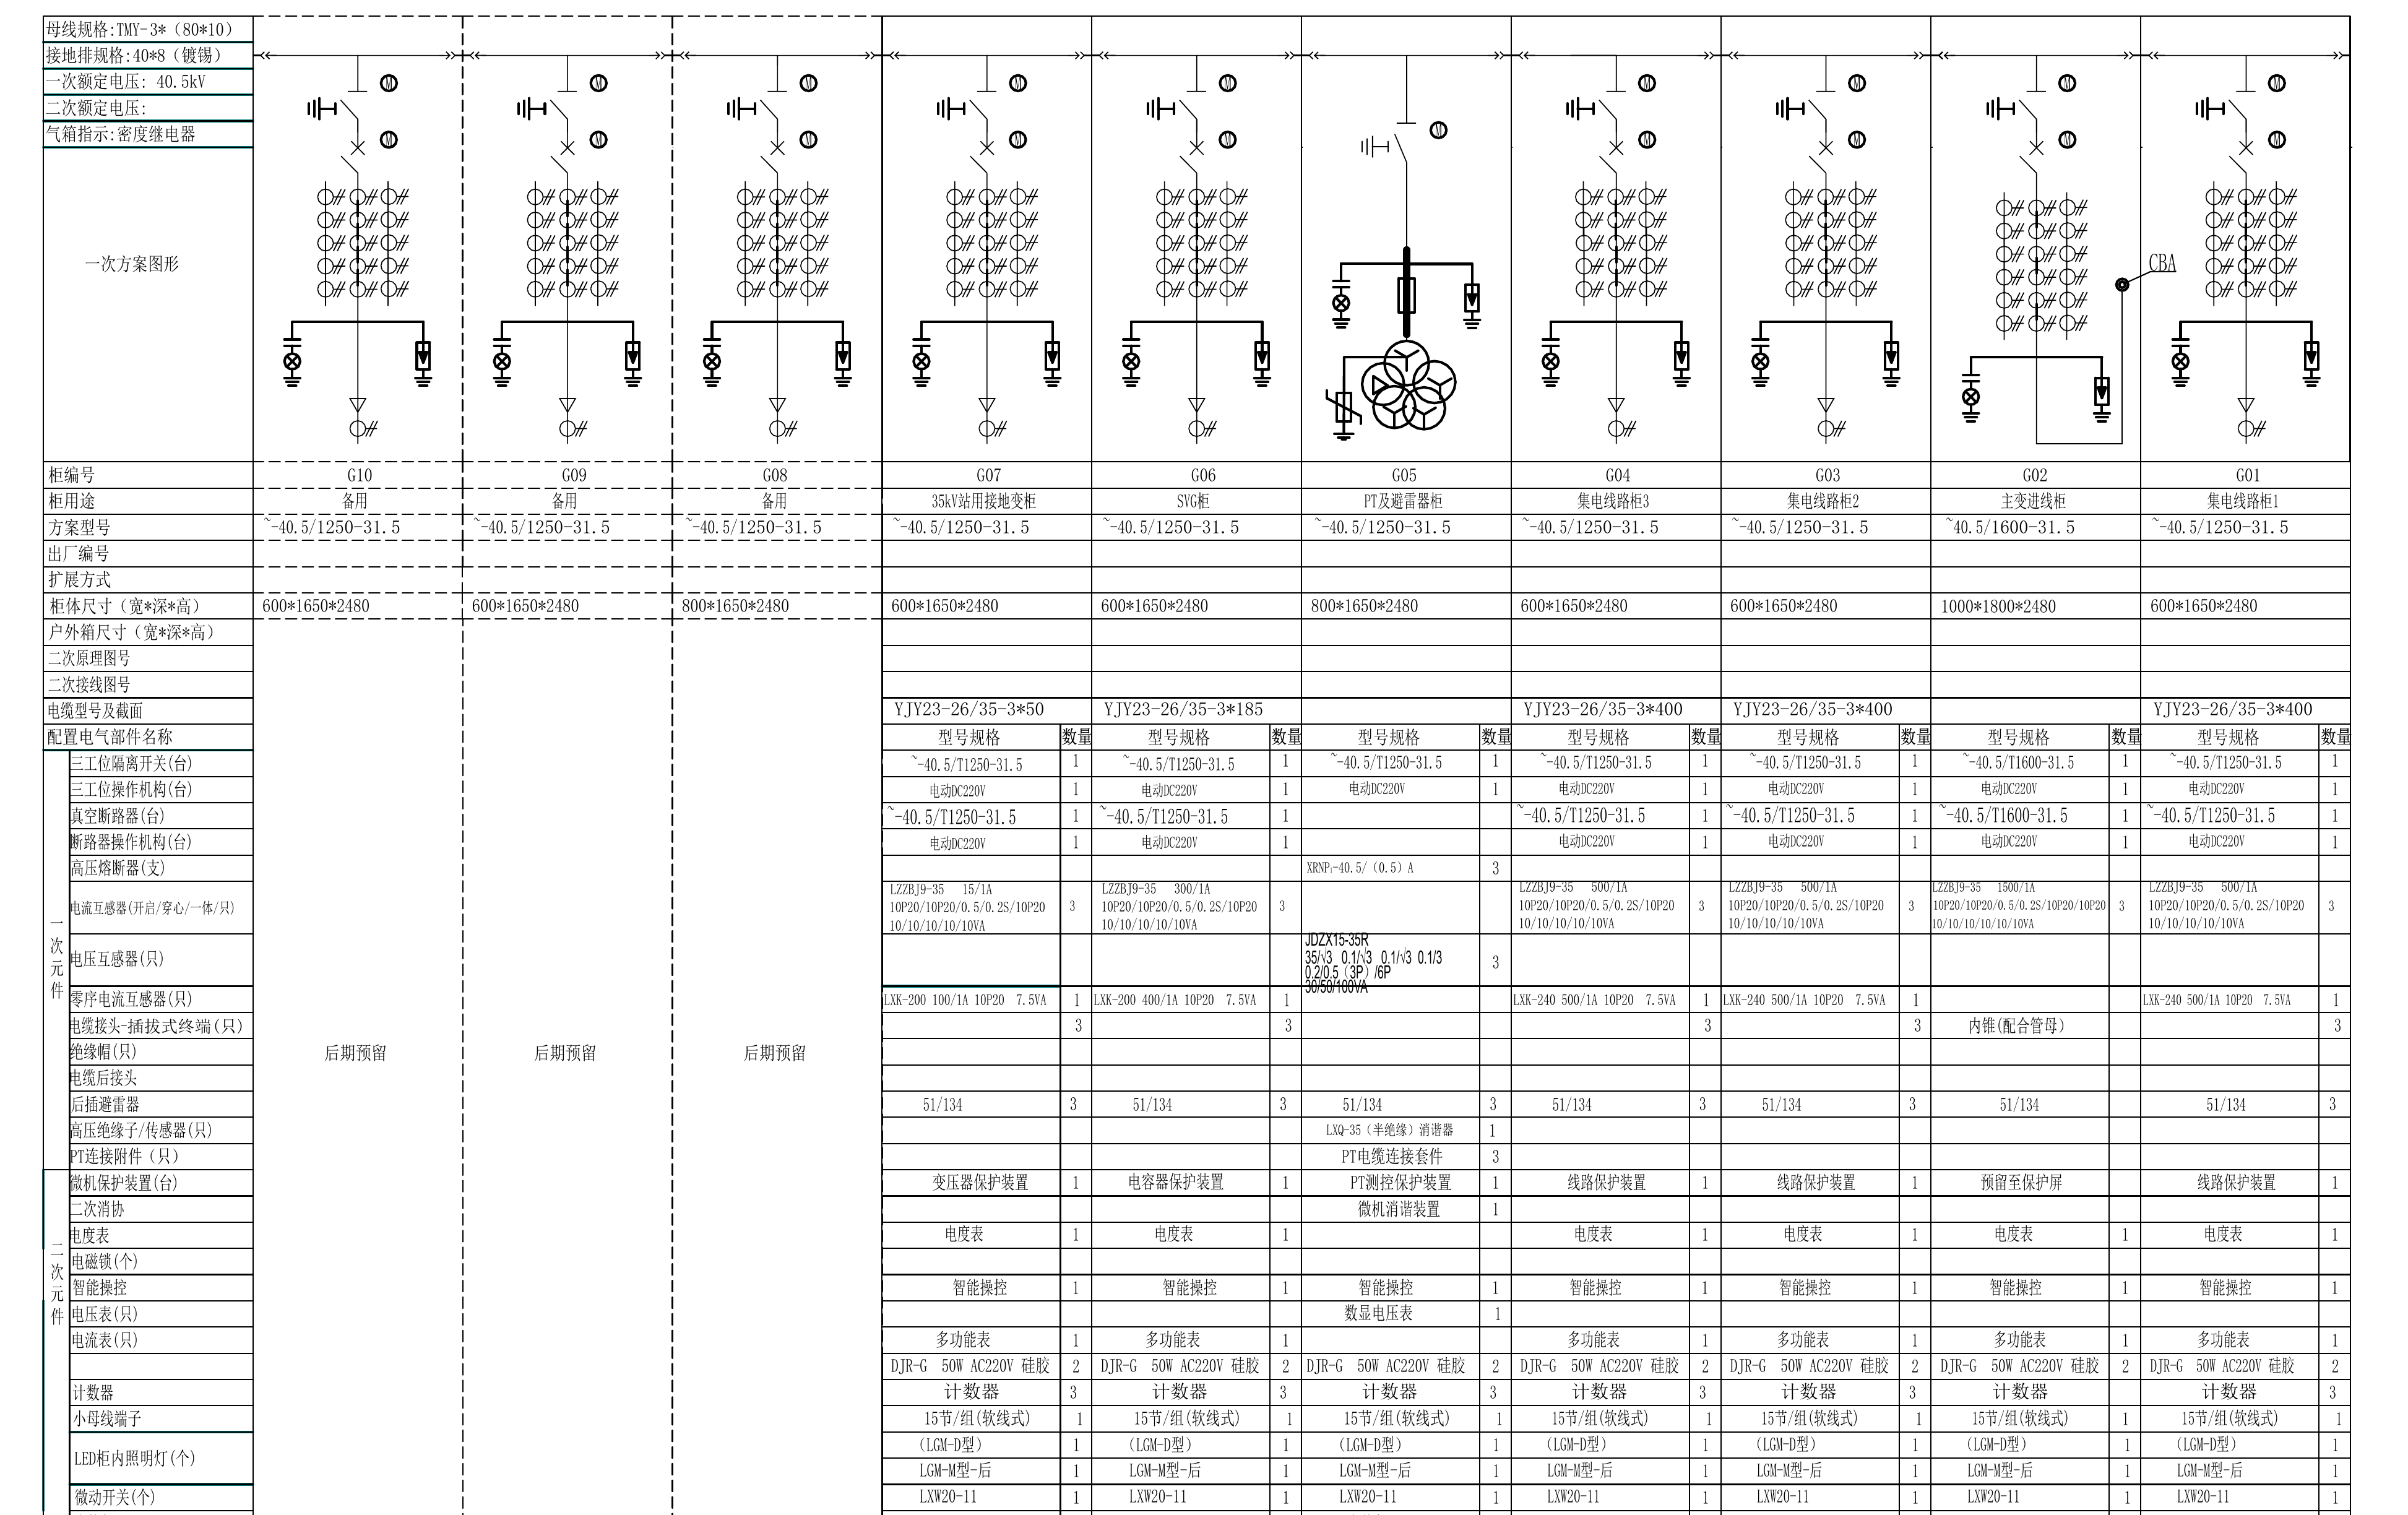 母线规格:TMY-3*（80*10）
接地排规格:40*8（镀锡）
一次额定电压: 40.5kV
二次额定电压:
气箱指示:密度继电器
一次方案图形
CBA
柜编号 G10 G09 G08 G07 G06 G05 G04 G03 G02 G01
柜用途 备用 备用 备用 35kV站用接地变柜 SVG柜 PT及避雷器柜 集电线路柜3 集电线路柜2 主变进线柜 集电线路柜1
方案型号 ~-40.5/1250-31.5 ~-40.5/1250-31.5 ~-40.5/1250-31.5 ~-40.5/1250-31.5 ~-40.5/1250-31.5 ~-40.5/1250-31.5 ~-40.5/1250-31.5 ~-40.5/1250-31.5 ~40.5/1600-31.5 ~-40.5/1250-31.5
出厂编号
扩展方式
柜体尺寸（宽*深*高） 600*1650*2480 600*1650*2480 800*1650*2480 600*1650*2480 600*1650*2480 800*1650*2480 600*1650*2480 600*1650*2480 1000*1800*2480 600*1650*2480
户外箱尺寸（宽*深*高）
二次原理图号
二次接线图号
电缆型号及截面 YJY23-26/35-3*50 YJY23-26/35-3*185 YJY23-26/35-3*400 YJY23-26/35-3*400 YJY23-26/35-3*400
配置电气部件名称 型号规格 数量 型号规格 数量 型号规格 数量 型号规格 数量 型号规格 数量 型号规格 数量 型号规格 数量
一次元件
三工位隔离开关(台) ~-40.5/T1250-31.5 1 ~-40.5/T1250-31.5 1 ~-40.5/T1250-31.5 1 ~-40.5/T1250-31.5 1 ~-40.5/T1250-31.5 1 ~-40.5/T1600-31.5 1 ~-40.5/T1250-31.5 1
三工位操作机构(台) 电动DC220V 1 电动DC220V 1 电动DC220V 1 电动DC220V 1 电动DC220V 1 电动DC220V 1 电动DC220V 1
真空断路器(台) ~-40.5/T1250-31.5 1 ~-40.5/T1250-31.5 1 ~-40.5/T1250-31.5 1 ~-40.5/T1250-31.5 1 ~-40.5/T1600-31.5 1 ~-40.5/T1250-31.5 1
断路器操作机构(台) 电动DC220V 1 电动DC220V 1 电动DC220V 1 电动DC220V 1 电动DC220V 1 电动DC220V 1
高压熔断器(支) XRNP₁-40.5/（0.5）A 3
电流互感器(开启/穿心/一体/只)
LZZBJ9-35 15/1A
10P20/10P20/0.5/0.2S/10P20 3
10/10/10/10/10VA
LZZBJ9-35 300/1A
10P20/10P20/0.5/0.2S/10P20 3
10/10/10/10/10VA
LZZBJ9-35 500/1A
10P20/10P20/0.5/0.2S/10P20 3
10/10/10/10/10VA
LZZBJ9-35 500/1A
10P20/10P20/0.5/0.2S/10P20 3
10/10/10/10/10VA
LZZBJ9-35 1500/1A
10P20/10P20/0.5/0.2S/10P20/10P20 3
10/10/10/10/10/10VA
LZZBJ9-35 500/1A
10P20/10P20/0.5/0.2S/10P20 3
10/10/10/10/10VA
电压互感器(只)
JDZX15-35R
35/√3 0.1/√3 0.1/√3 0.1/3 3
0.2/0.5（3P）/6P
30/50/100VA
零序电流互感器(只) LXK-200 100/1A 10P20 7.5VA 1 LXK-200 400/1A 10P20 7.5VA 1 LXK-240 500/1A 10P20 7.5VA 1 LXK-240 500/1A 10P20 7.5VA 1 LXK-240 500/1A 10P20 7.5VA 1
电缆接头-插拔式终端(只) 3 3 3 3 内锥(配合管母) 3
绝缘帽(只)
电缆后接头
后插避雷器 51/134 3 51/134 3 51/134 3 51/134 3 51/134 3 51/134 51/134 3
高压绝缘子/传感器(只) LXQ-35（半绝缘）消谐器 1
PT连接附件（只） PT电缆连接套件 3
后期预留 后期预留 后期预留
二次元件
微机保护装置(台) 变压器保护装置 1 电容器保护装置 1 PT测控保护装置 1 线路保护装置 1 线路保护装置 1 预留至保护屏 线路保护装置 1
二次消协 微机消谐装置 1
电度表 电度表 1 电度表 1 电度表 1 电度表 1 电度表 1 电度表 1
电磁锁(个)
智能操控 智能操控 1 智能操控 1 智能操控 1 智能操控 1 智能操控 1 智能操控 1 智能操控 1
电压表(只) 数显电压表 1
电流表(只) 多功能表 1 多功能表 1 多功能表 1 多功能表 1 多功能表 1 多功能表 1
DJR-G 50W AC220V 硅胶 2 DJR-G 50W AC220V 硅胶 2 DJR-G 50W AC220V 硅胶 2 DJR-G 50W AC220V 硅胶 2 DJR-G 50W AC220V 硅胶 2 DJR-G 50W AC220V 硅胶 2 DJR-G 50W AC220V 硅胶 2
计数器 计数器 3 计数器 3 计数器 3 计数器 3 计数器 3 计数器 计数器 3
小母线端子 15节/组(软线式) 1 15节/组(软线式) 1 15节/组(软线式) 1 15节/组(软线式) 1 15节/组(软线式) 1 15节/组(软线式) 1 15节/组(软线式) 1
LED柜内照明灯(个)
（LGM-D型） 1 （LGM-D型） 1 （LGM-D型） 1 （LGM-D型） 1 （LGM-D型） 1 （LGM-D型） 1 （LGM-D型） 1
LGM-M型-后 1 LGM-M型-后 1 LGM-M型-后 1 LGM-M型-后 1 LGM-M型-后 1 LGM-M型-后 1 LGM-M型-后 1
微动开关(个) LXW20-11 1 LXW20-11 1 LXW20-11 1 LXW20-11 1 LXW20-11 1 LXW20-11 1 LXW20-11 1